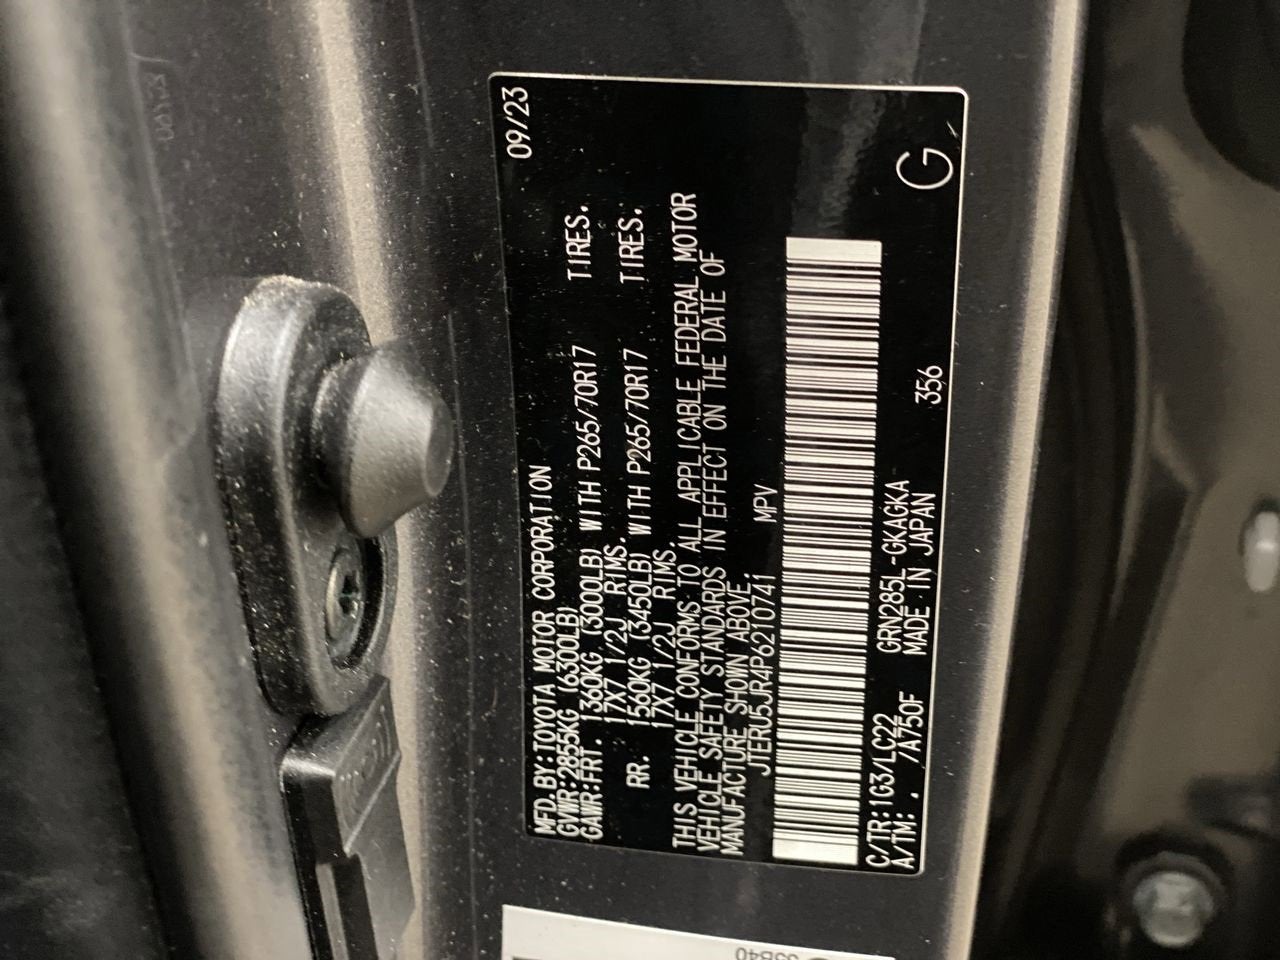 09/23
MFD.BY:TOYOTA MOTOR CORPORATION
GVWR:2855KG (6300LB)
GAWR:FRT. 1360KG (3000LB) WITH P265/70R17 TIRES.
17X7 1/2J RIMS.
RR. 1560KG (3450LB) WITH P265/70R17 TIRES.
17X7 1/2J RIMS.
THIS VEHICLE CONFORMS TO ALL APPLICABLE FEDERAL MOTOR
VEHICLE SAFETY STANDARDS IN EFFECT ON THE DATE OF
MANUFACTURE SHOWN ABOVE.
JTERU5JR4P6210741 MPV
C/TR:1G3/LC22 GRN285L-GKAGKA
A/TM: . /A750F MADE IN JAPAN 356
G